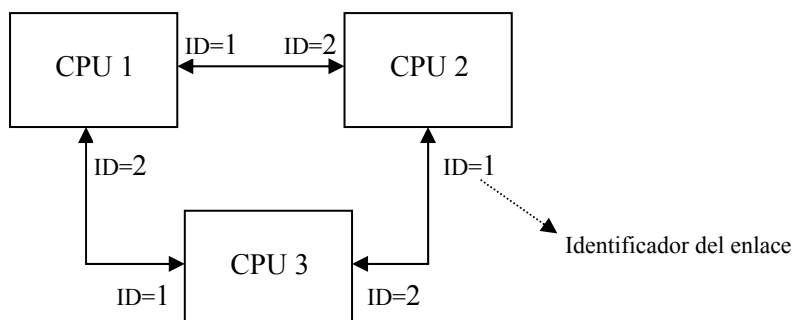 ID=1
ID=2
CPU 1
CPU 2
ID=2
ID=1
CPU 3
Identificador del enlace
ID=1
ID=2